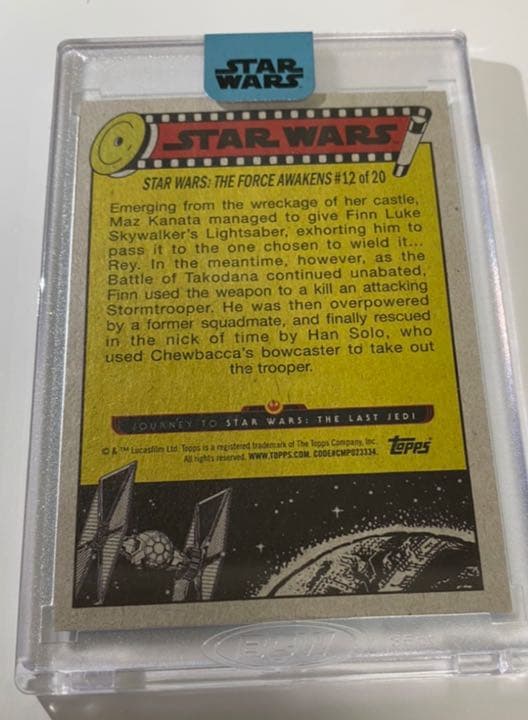 STAR
WARS
STAR WARS
STAR WARS: THE FORCE AWAKENS #12 of 20
Emerging from the wreckage of her castle,
Maz Kanata managed to give Finn Luke
Skywalker's Lightsaber, exhorting him to
pass it to the one chosen to wield it...
Rey. In the meantime, however, as the
Battle of Takodana continued unabated,
Finn used the weapon to a kill an attacking
Stormtrooper. He was then overpowered
by a former squadmate, and finally rescued
in the nick of time by Han Solo, who
used Chewbacca's bowcaster to take out
the trooper.
JOURNEY TO STAR WARS: THE LAST JEDI
© & ™ Lucasfilm Ltd. Topps is a registered trademark of The Topps Company, Inc.
All rights reserved. WWW.TOPPS.COM. CODE#CMP023334.
topps